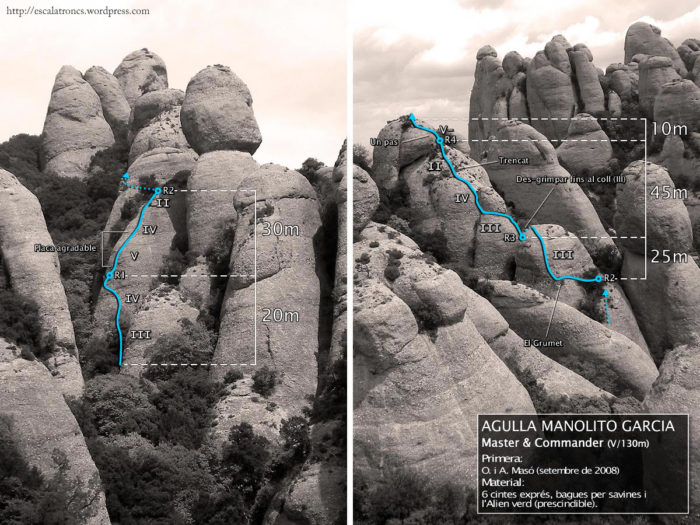 http://escalatroncs.wordpress.com
R2
II
IV
30m
Placa agradable
V
R1
IV
20m
III
10m
V-
R4
Un pas
Trencat
II
Des-grimpar fins al coll (III)
45m
IV
III
R3
III
25m
R2
El Grumet
AGULLA MANOLITO GARCIA
Master & Commander (V/130m)
Primera:
O. i A. Masó (setembre de 2008)
Material:
6 cintes exprés, bagues per savines i
l'Alien verd (prescindible).